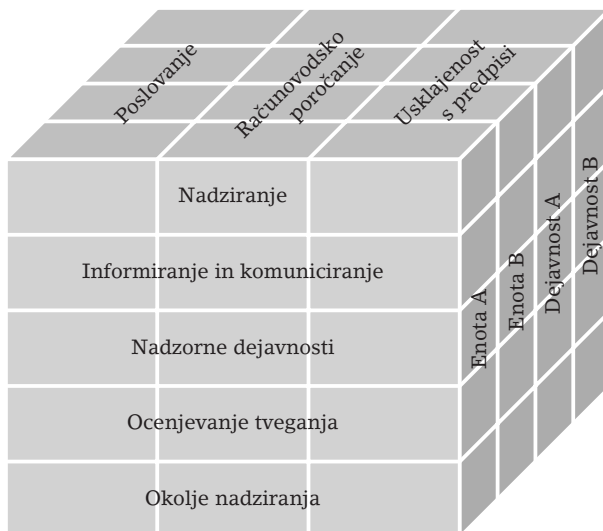 Poslovanje
Računovodsko
poročanje
Usklajenost
s predpisi
Nadziranje
Informiranje in komuniciranje
Nadzorne dejavnosti
Ocenjevanje tveganja
Okolje nadziranja
Enota A
Enota B
Dejavnost A
Dejavnost B